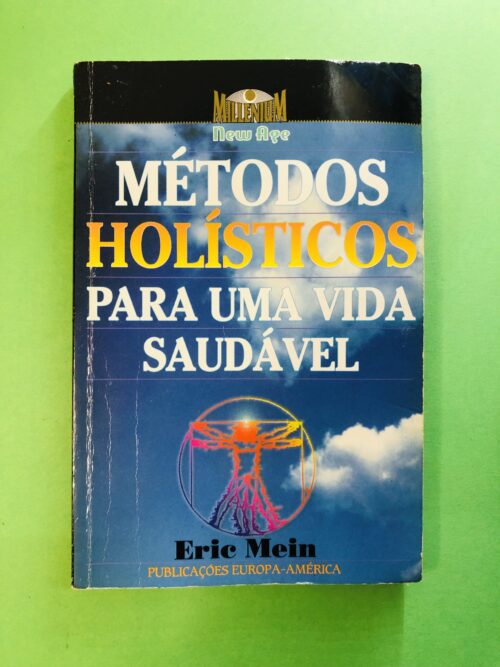 MILLENIUM
New Age
MÉTODOS
HOLÍSTICOS
PARA UMA VIDA
SAUDÁVEL
Eric Mein
PUBLICAÇÕES EUROPA-AMÉRICA